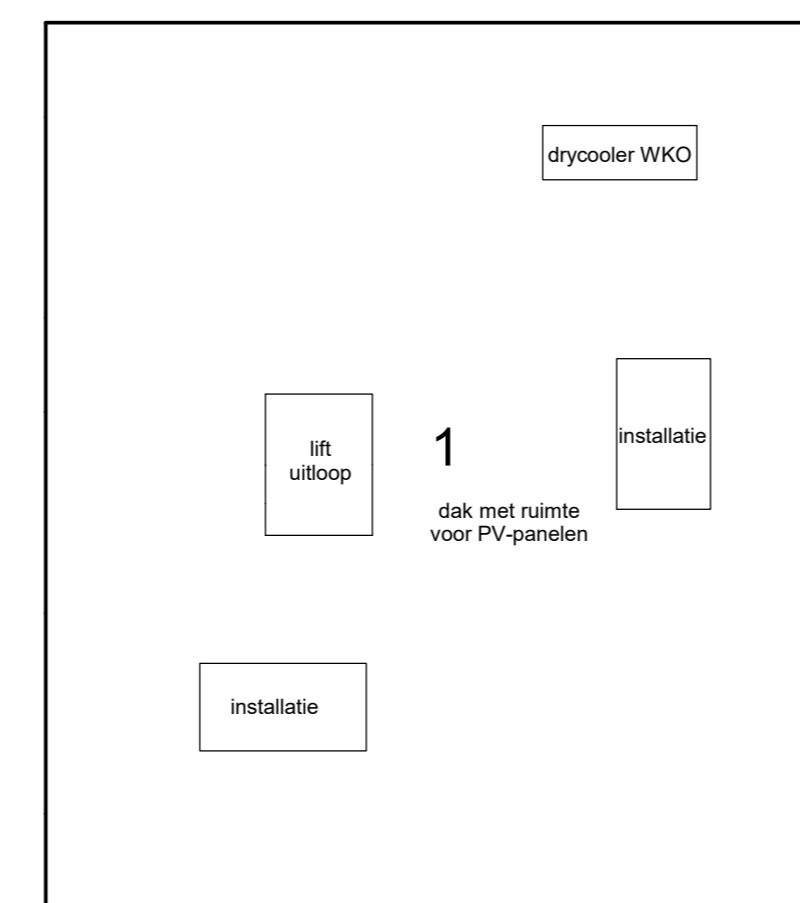 drycooler WKO
installatie
lift
uitloop
1
dak met ruimte
voor PV-panelen
installatie